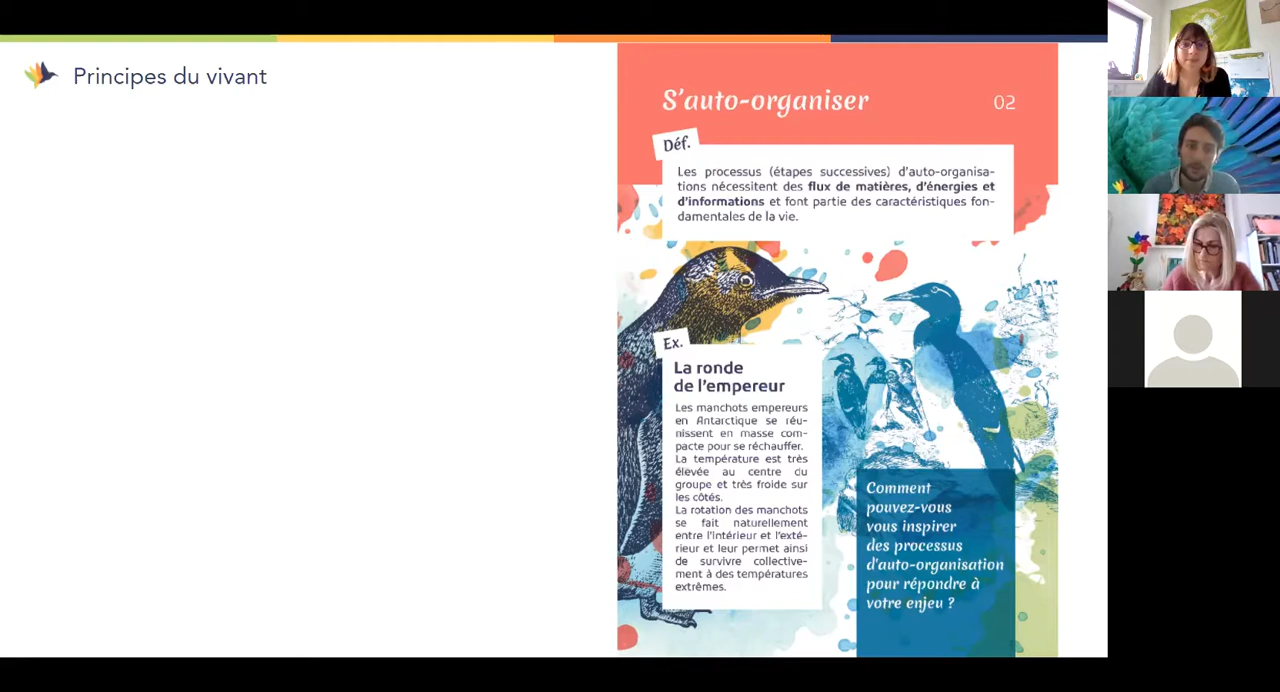 Principes du vivant
S'auto-organiser
02
Déf.
Les processus (étapes successives) d'auto-organisa-
tions nécessitent des flux de matières, d'énergies et
d'informations et font partie des caractéristiques fon-
damentales de la vie.
Ex.
La ronde
de l'empereur
Les manchots empereurs
en Antarctique se réu-
nissent en masse com-
pacte pour se réchauffer.
La température est très
élevée au centre du
groupe et très froide sur
les côtés.
La rotation des manchots
se fait naturellement
entre l'intérieur et l'exté-
rieur et leur permet ainsi
de survivre collective-
ment à des températures
extrêmes.
Comment
pouvez-vous
vous inspirer
des processus
d'auto-organisation
pour répondre à
votre enjeu ?